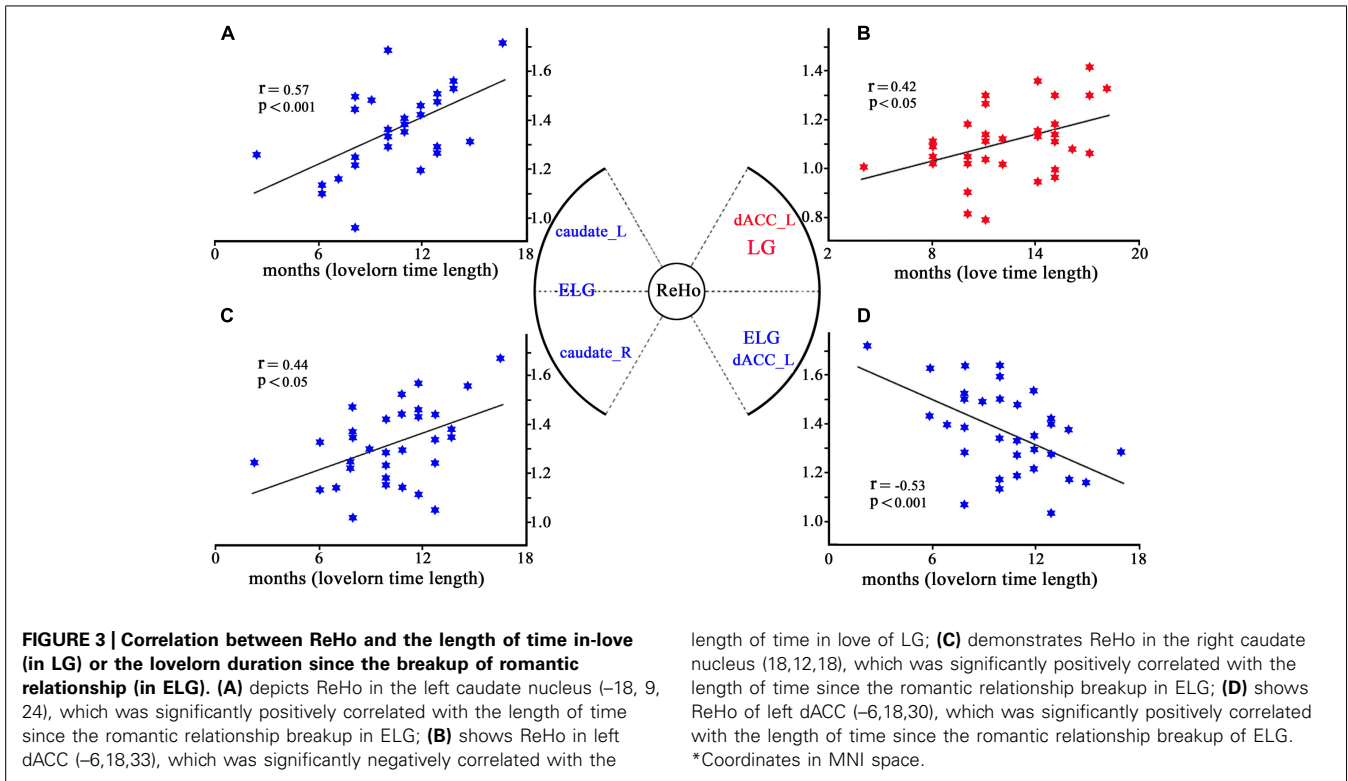 A
r = 0.57
p < 0.001
1.6
1.4
1.2
1.0
0
6
12
18
months (lovelorn time length)
B
r = 0.42
p < 0.05
1.4
1.2
1.0
0.8
2
8
14
20
months (love time length)
caudate_L
ELG
caudate_R
ReHo
dACC_L
LG
ELG
dACC_L
C
r = 0.44
p < 0.05
1.6
1.4
1.2
1.0
0
6
12
18
months (lovelorn time length)
D
r = -0.53
p < 0.001
1.6
1.4
1.2
1.0
0
6
12
18
months (lovelorn time length)
FIGURE 3 | Correlation between ReHo and the length of time in-love
(in LG) or the lovelorn duration since the breakup of romantic
relationship (in ELG). (A) depicts ReHo in the left caudate nucleus (–18, 9,
24), which was significantly positively correlated with the length of time
since the romantic relationship breakup in ELG; (B) shows ReHo in left
dACC (–6,18,33), which was significantly negatively correlated with the
length of time in love of LG; (C) demonstrates ReHo in the right caudate
nucleus (18,12,18), which was significantly positively correlated with the
length of time since the romantic relationship breakup in ELG; (D) shows
ReHo of left dACC (–6,18,30), which was significantly positively correlated
with the length of time since the romantic relationship breakup of ELG.
*Coordinates in MNI space.